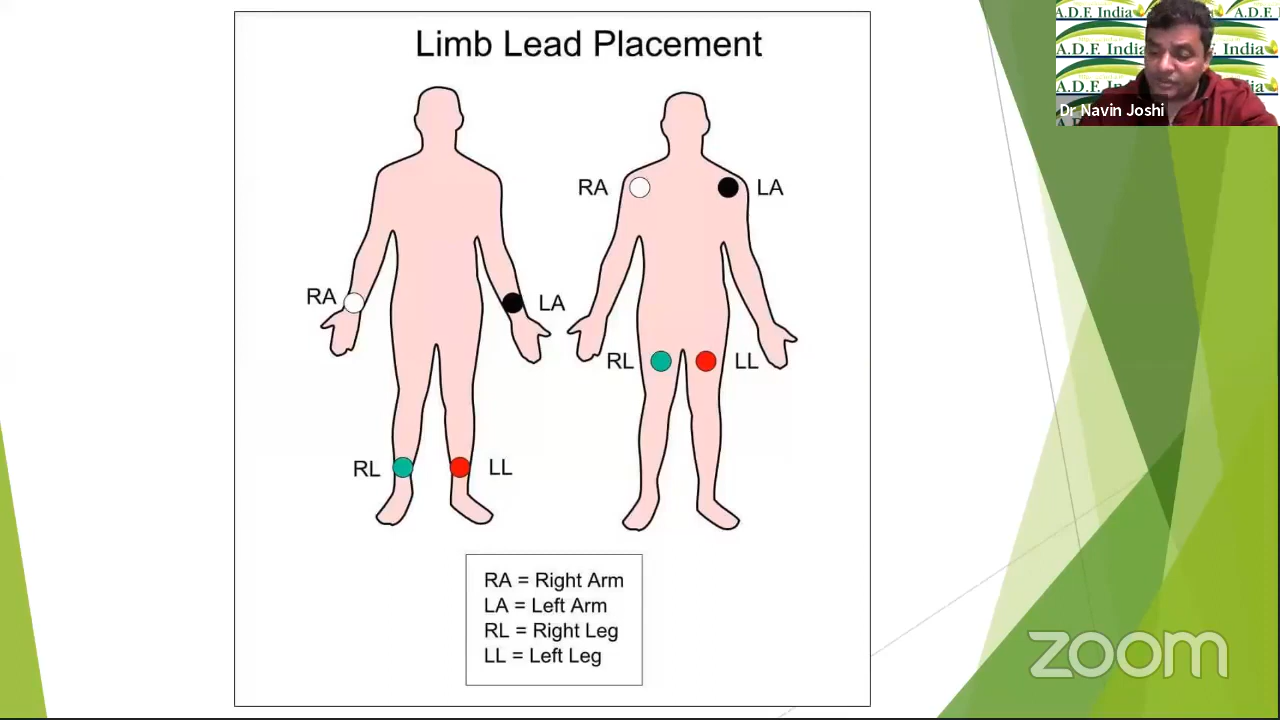 Limb Lead Placement
RA
LA
RL
LL
RA
LA
RL
LL
RA = Right Arm
LA = Left Arm
RL = Right Leg
LL = Left Leg
A.D.F. India
A.D.F.
A.D.F. India
A.D.F. India
A.D.F. India
Dr Navin Joshi
zoom